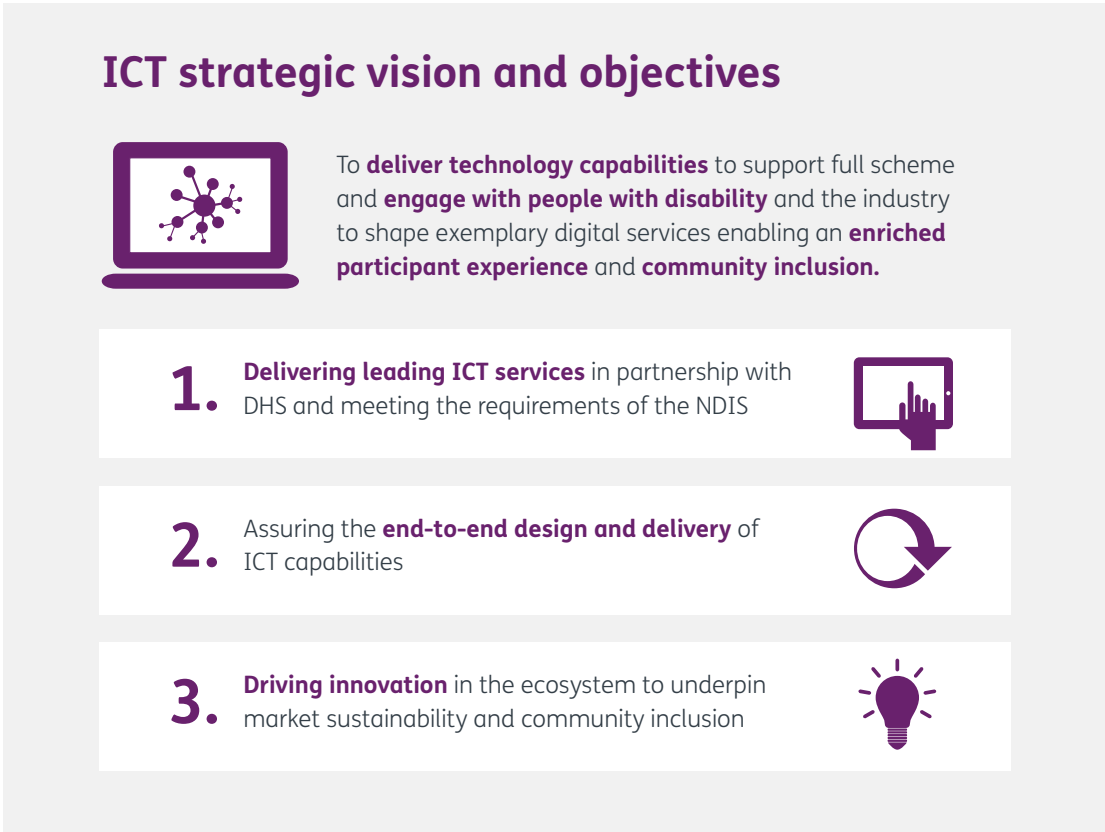 ICT strategic vision and objectives
To deliver technology capabilities to support full scheme
and engage with people with disability and the industry
to shape exemplary digital services enabling an enriched
participant experience and community inclusion.
1. Delivering leading ICT services in partnership with
DHS and meeting the requirements of the NDIS
2. Assuring the end-to-end design and delivery of
ICT capabilities
3. Driving innovation in the ecosystem to underpin
market sustainability and community inclusion